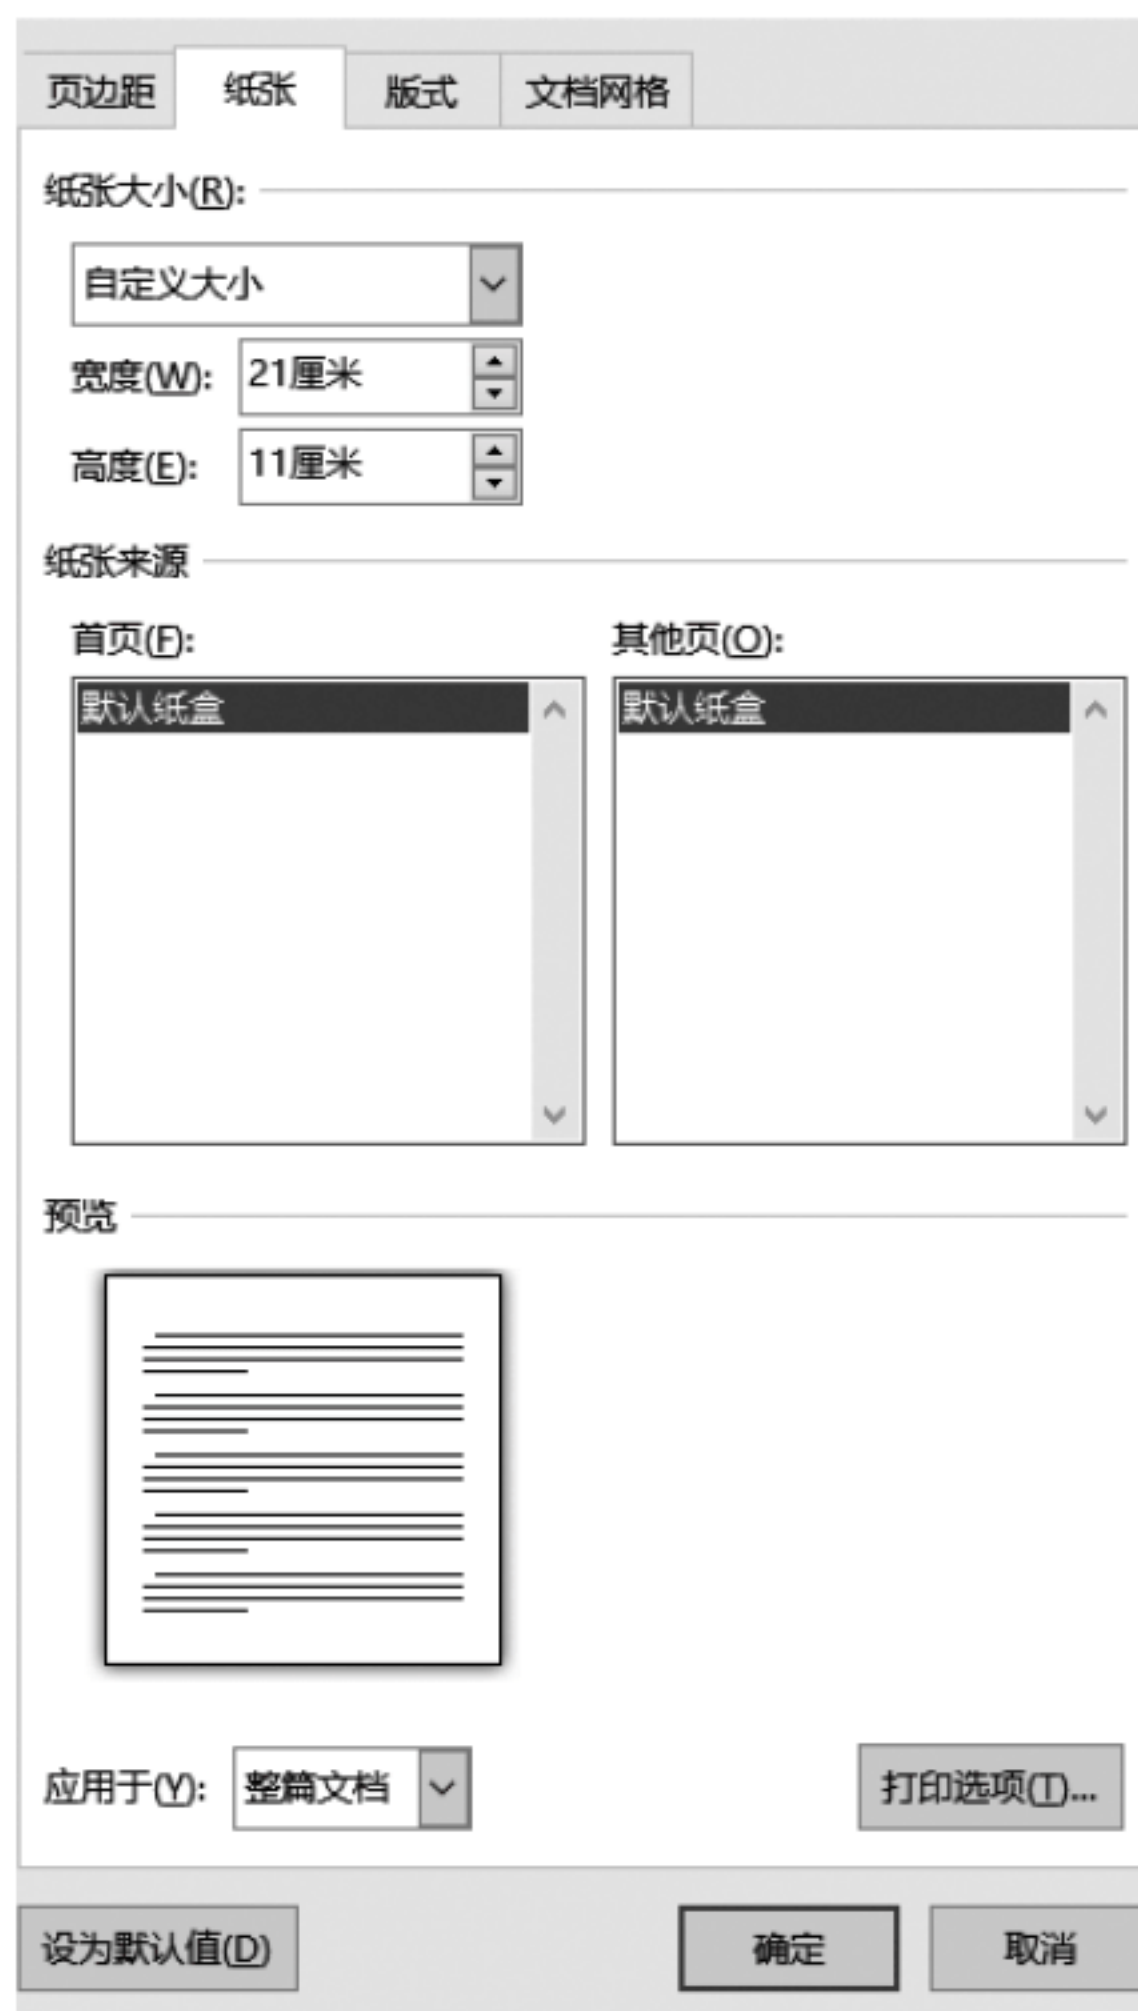 页边距 纸张 版式 文档网格
纸张大小(R):
自定义大小
宽度(W): 21厘米
高度(E): 11厘米
纸张来源
首页(F): 其他页(O):
默认纸盒 默认纸盒
预览
应用于(Y): 整篇文档 打印选项(T)...
设为默认值(D) 确定 取消